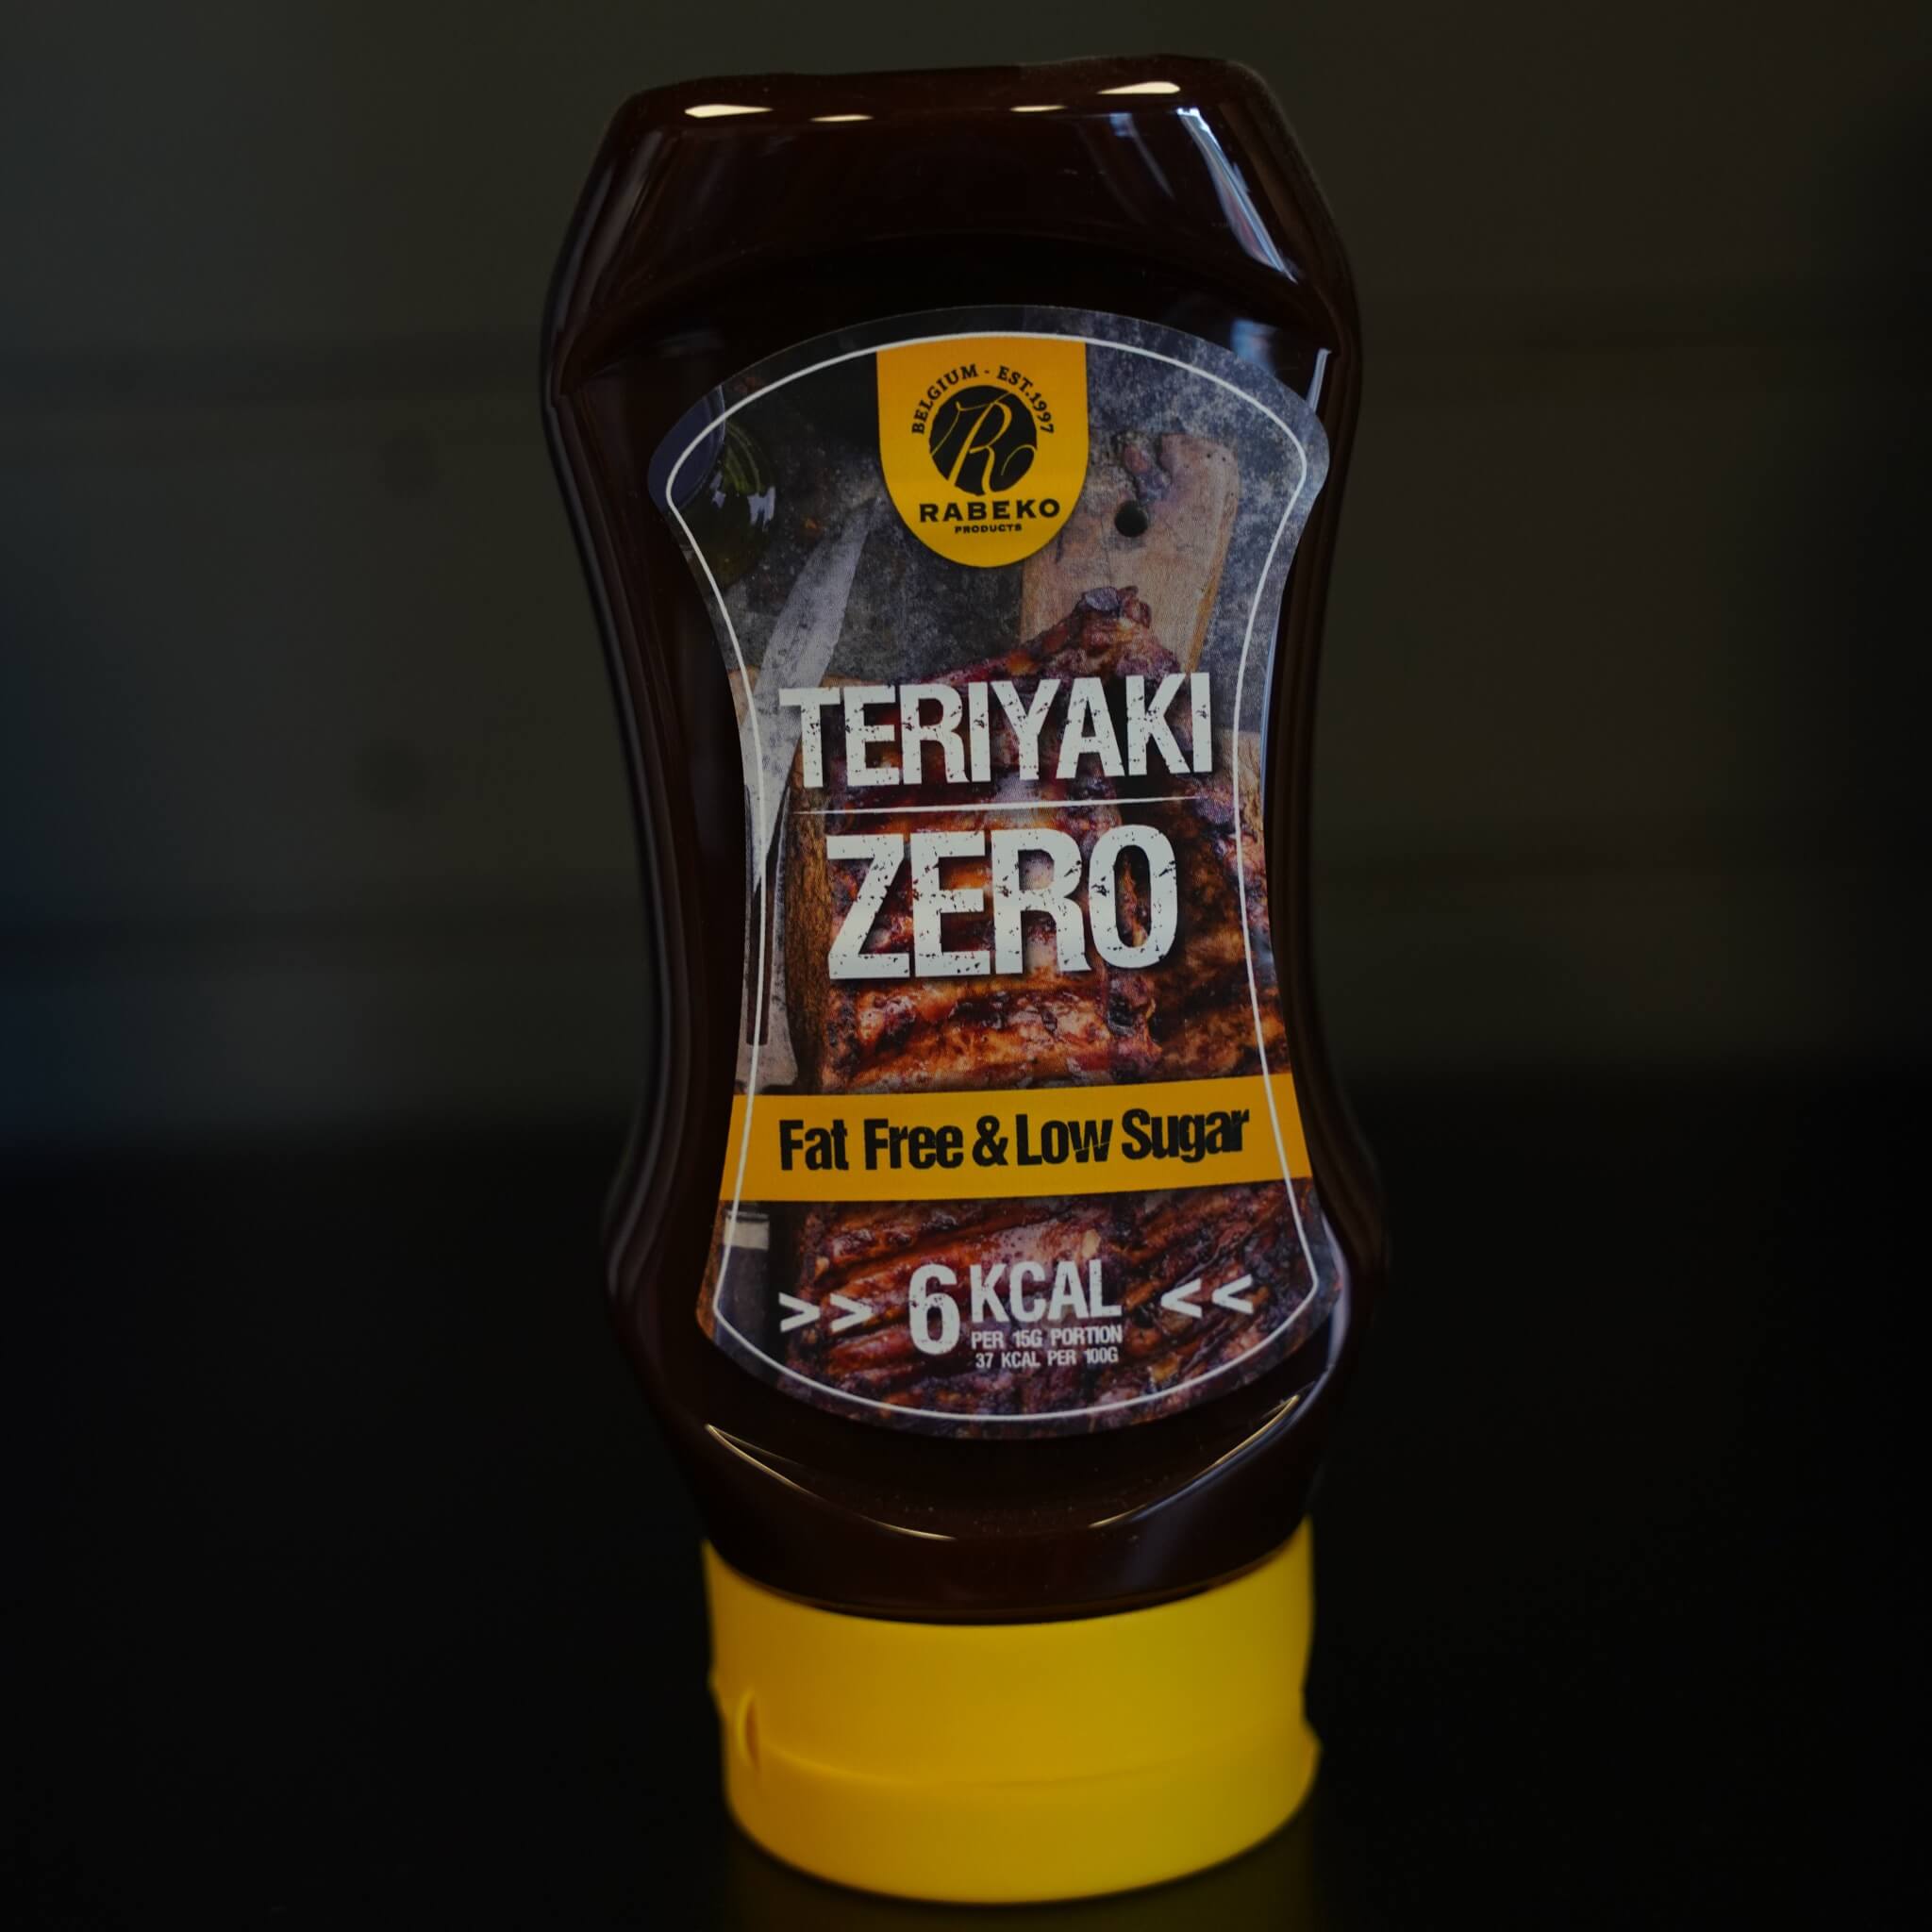 BELGIUM - EST.1997
R
RABEKO
PRODUCTS
TERIYAKI
ZERO
Fat Free & Low Sugar
>> 6 KCAL <<
PER 15G PORTION
37 KCAL PER 100G